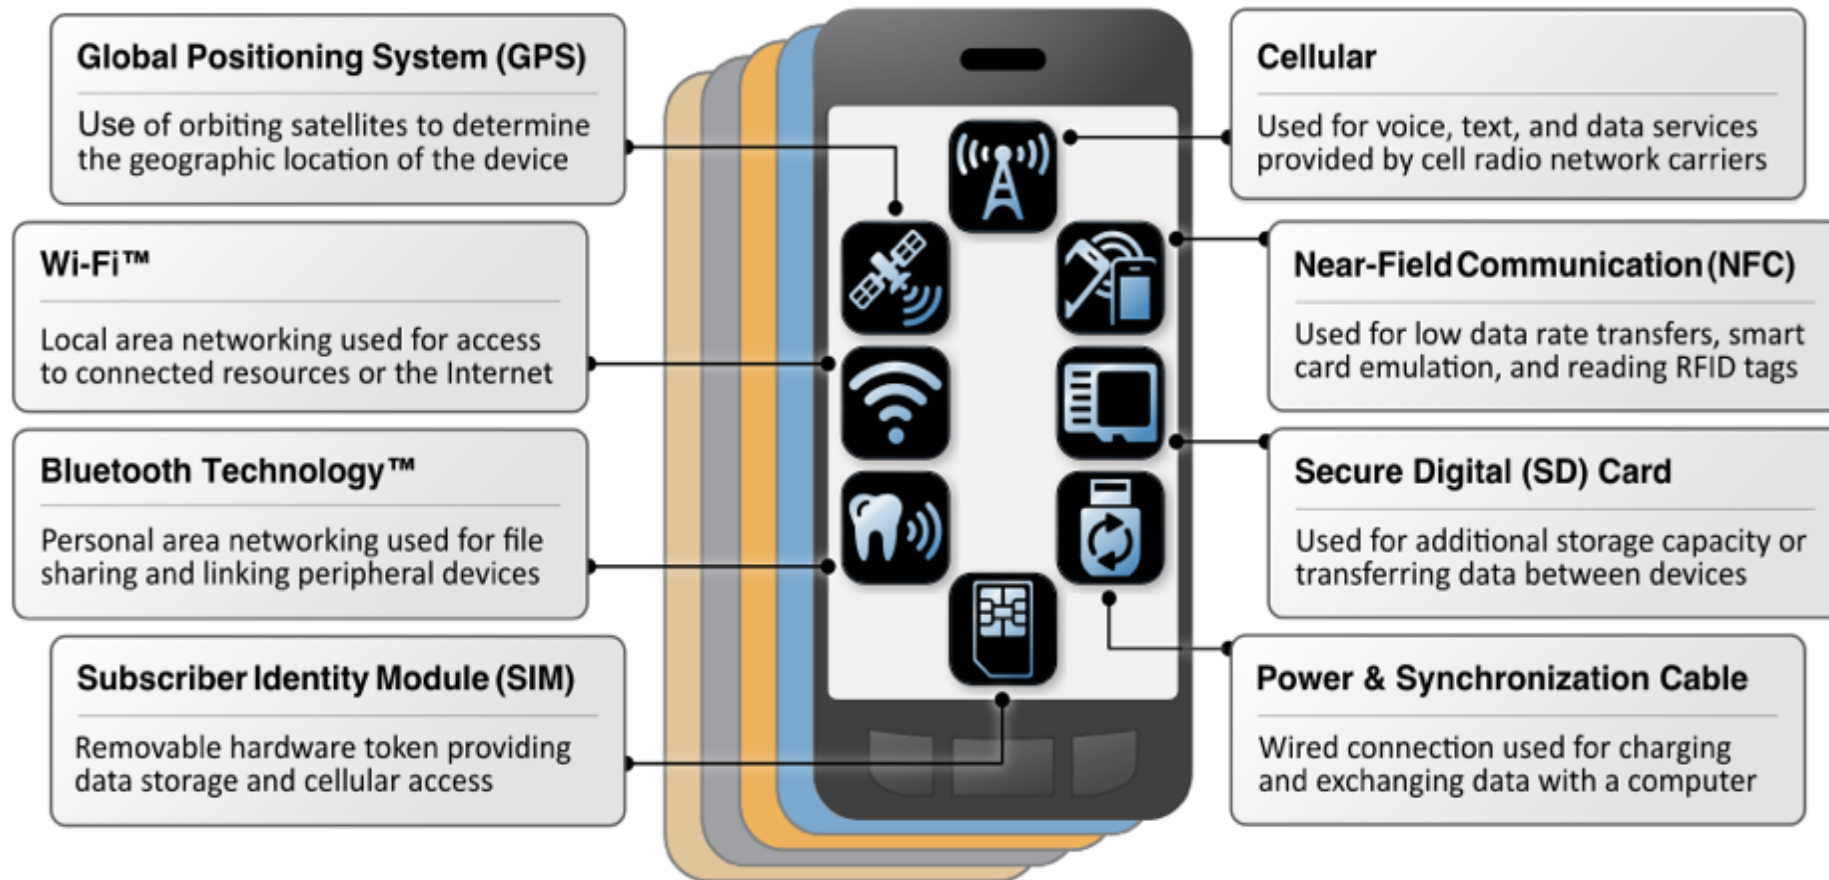 Global Positioning System (GPS)
Use of orbiting satellites to determine
the geographic location of the device
Wi-Fi™
Local area networking used for access
to connected resources or the Internet
Bluetooth Technology™
Personal area networking used for file
sharing and linking peripheral devices
Subscriber Identity Module (SIM)
Removable hardware token providing
data storage and cellular access
Cellular
Used for voice, text, and data services
provided by cell radio network carriers
Near-Field Communication (NFC)
Used for low data rate transfers, smart
card emulation, and reading RFID tags
Secure Digital (SD) Card
Used for additional storage capacity or
transferring data between devices
Power & Synchronization Cable
Wired connection used for charging
and exchanging data with a computer